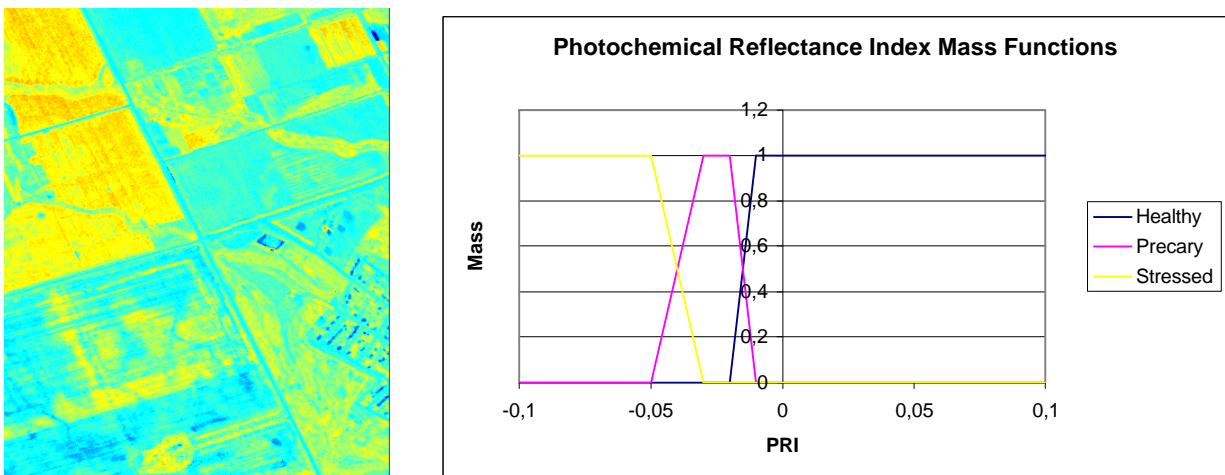 Photochemical Reflectance Index Mass Functions
1,2
1
0,8
0,6
0,4
0,2
0
-0,1
-0,05
0
0,05
0,1
Mass
PRI
Healthy
Precary
Stressed